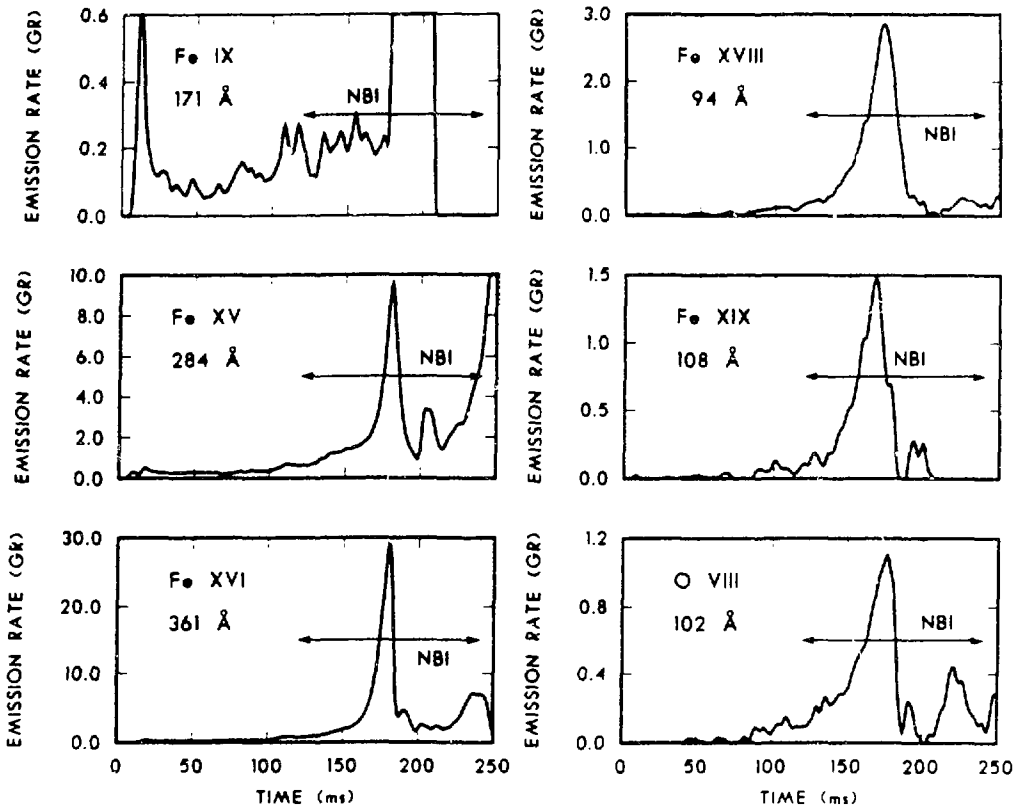 EMISSION RATE (GR)
0.6
0.4
0.2
0.0
Fe IX
171 Å
NBI
EMISSION RATE (GR)
3.0
2.0
1.0
0.0
Fe XVIII
94 Å
NBI
EMISSION RATE (GR)
10.0
8.0
6.0
4.0
2.0
0.0
Fe XV
284 Å
NBI
EMISSION RATE (GR)
1.5
1.0
0.5
0.0
Fe XIX
108 Å
NBI
EMISSION RATE (GR)
30.0
20.0
10.0
0.0
Fe XVI
361 Å
NBI
0 50 100 150 200 250
TIME (ms)
EMISSION RATE (GR)
1.2
0.8
0.4
0.0
O VIII
102 Å
NBI
0 50 100 150 200 250
TIME (ms)